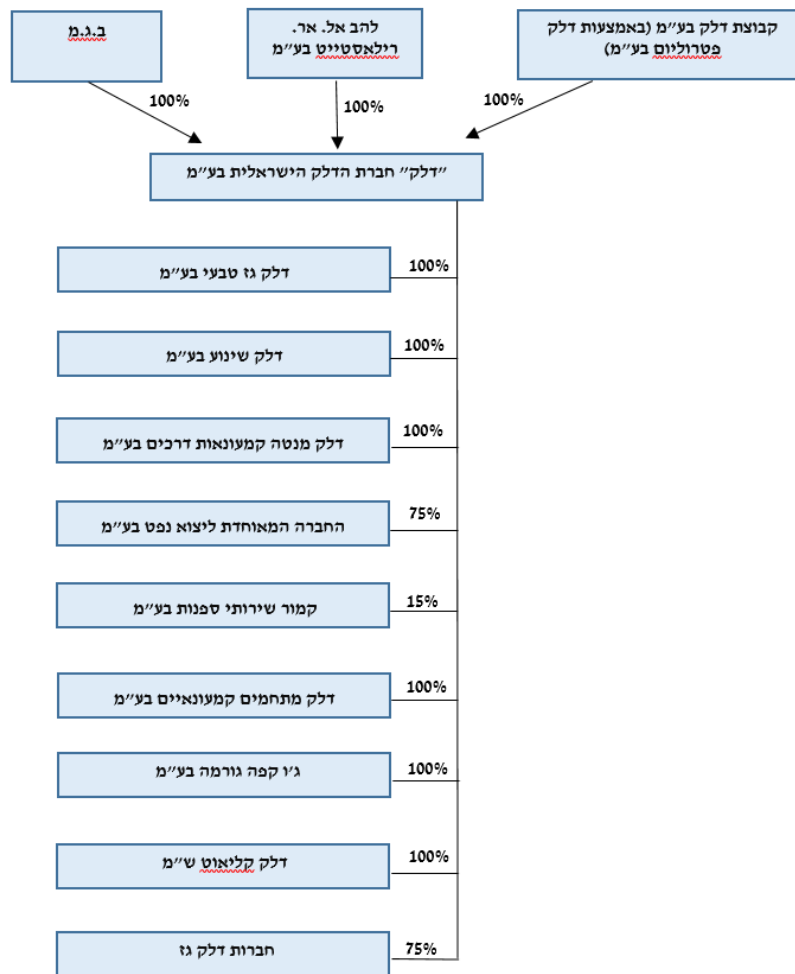 קבוצת דלק בע״מ (באמצעות דלק
פטרוליום בע״מ)
להב אל. אר.
רילאסטייט בע״מ
ב.ג.מ
100%
100%
100%
״דלק״ חברת הדלק הישראלית בע״מ
100%
דלק גז טבעי בע״מ
100%
דלק שינוע בע״מ
100%
דלק מנטה קמעונאות דרכים בע״מ
75%
החברה המאוחדת ליצוא נפט בע״מ
15%
קמור שירותי ספנות בע״מ
100%
דלק מתחמים קמעונאיים בע״מ
100%
ג׳ו קפה גורמה בע״מ
100%
דלק קליאוט ש״מ
75%
חברות דלק גז